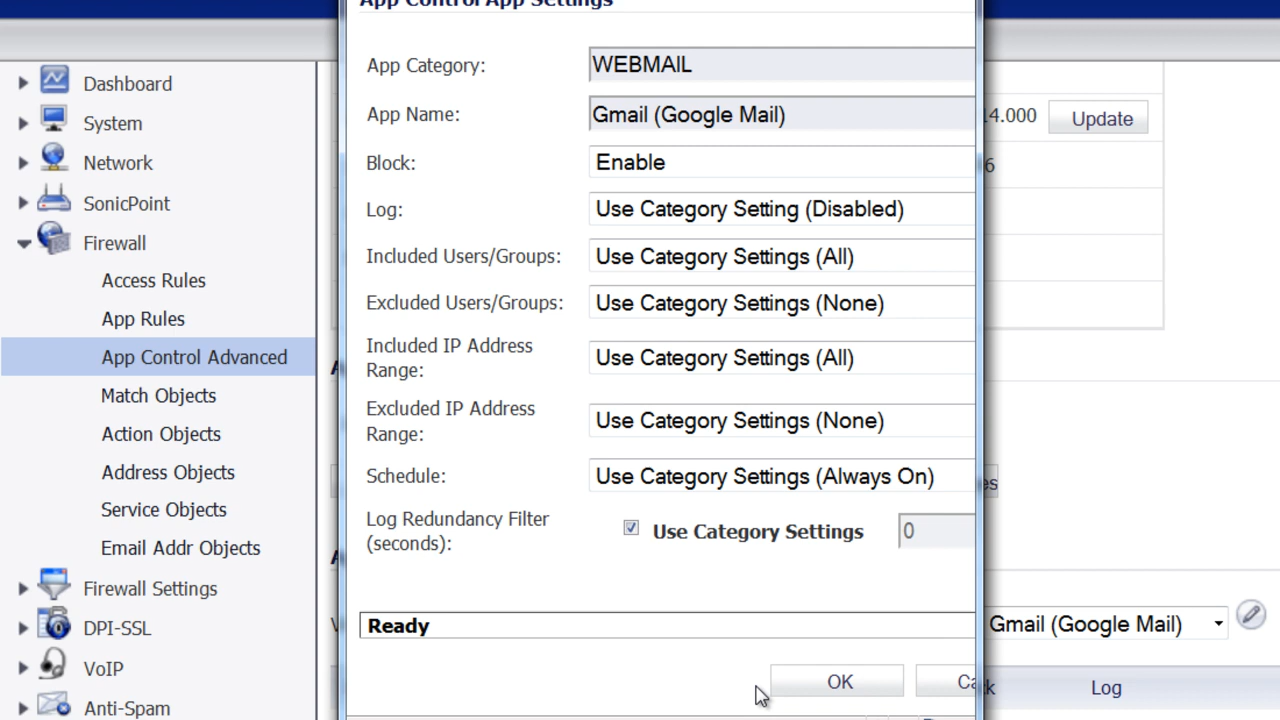 App Control App Settings
Dashboard
System
Network
SonicPoint
Firewall
Access Rules
App Rules
App Control Advanced
Match Objects
Action Objects
Address Objects
Service Objects
Email Addr Objects
Firewall Settings
DPI-SSL
VoIP
Anti-Spam
App Category: WEBMAIL
App Name: Gmail (Google Mail)
Block: Enable
Log: Use Category Setting (Disabled)
Included Users/Groups: Use Category Settings (All)
Excluded Users/Groups: Use Category Settings (None)
Included IP Address
Range: Use Category Settings (All)
Excluded IP Address
Range: Use Category Settings (None)
Schedule: Use Category Settings (Always On)
Log Redundancy Filter
(seconds): Use Category Settings 0
Ready
OK
14.000 Update
6
es
Gmail (Google Mail)
Log